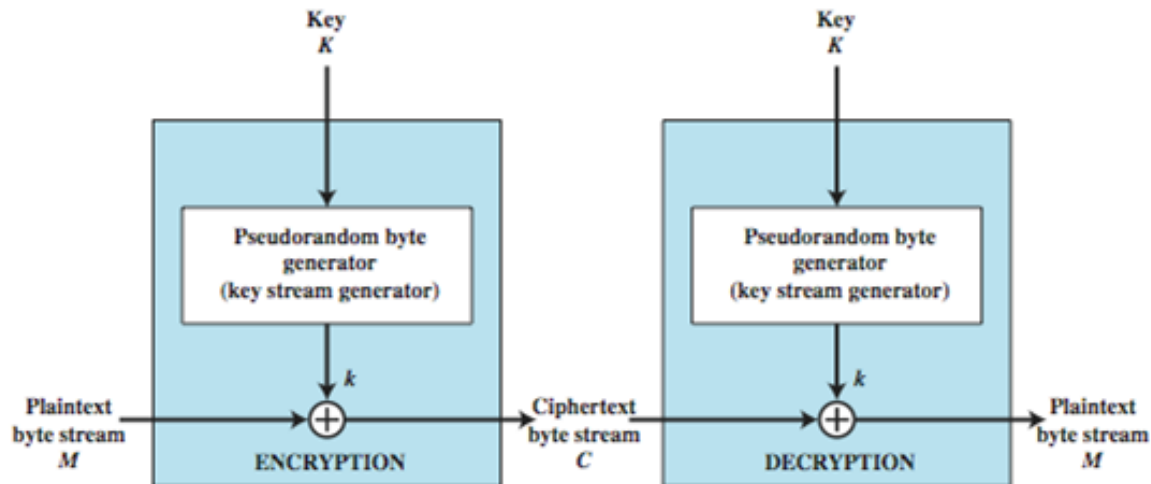 Key
K
Key
K
Pseudorandom byte
generator
(key stream generator)
Pseudorandom byte
generator
(key stream generator)
k
k
Plaintext
byte stream
M
Ciphertext
byte stream
C
Plaintext
byte stream
M
ENCRYPTION
DECRYPTION